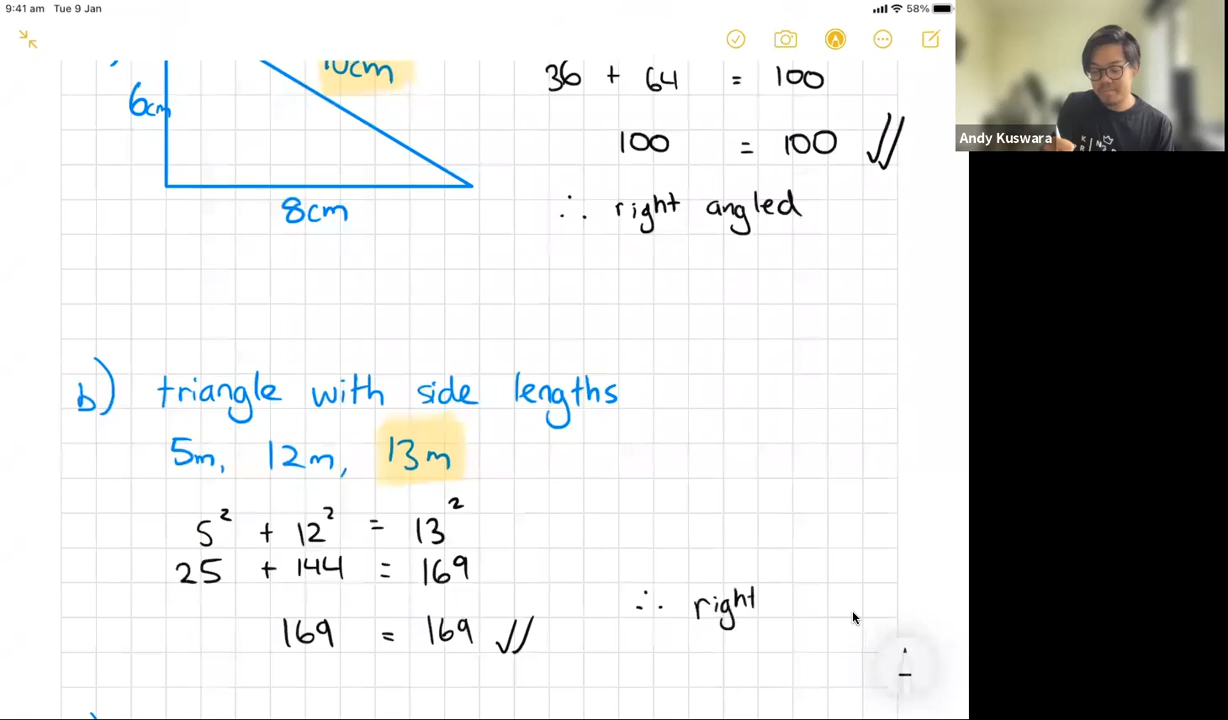 9:41 am Tue 9 Jan
58%
10cm
6cm
8cm
36 + 64 = 100
100 = 100
∴ right angled
Andy Kuswara
b) triangle with side lengths
5m, 12m, 13m
5² + 12² = 13²
25 + 144 = 169
169 = 169
∴ right